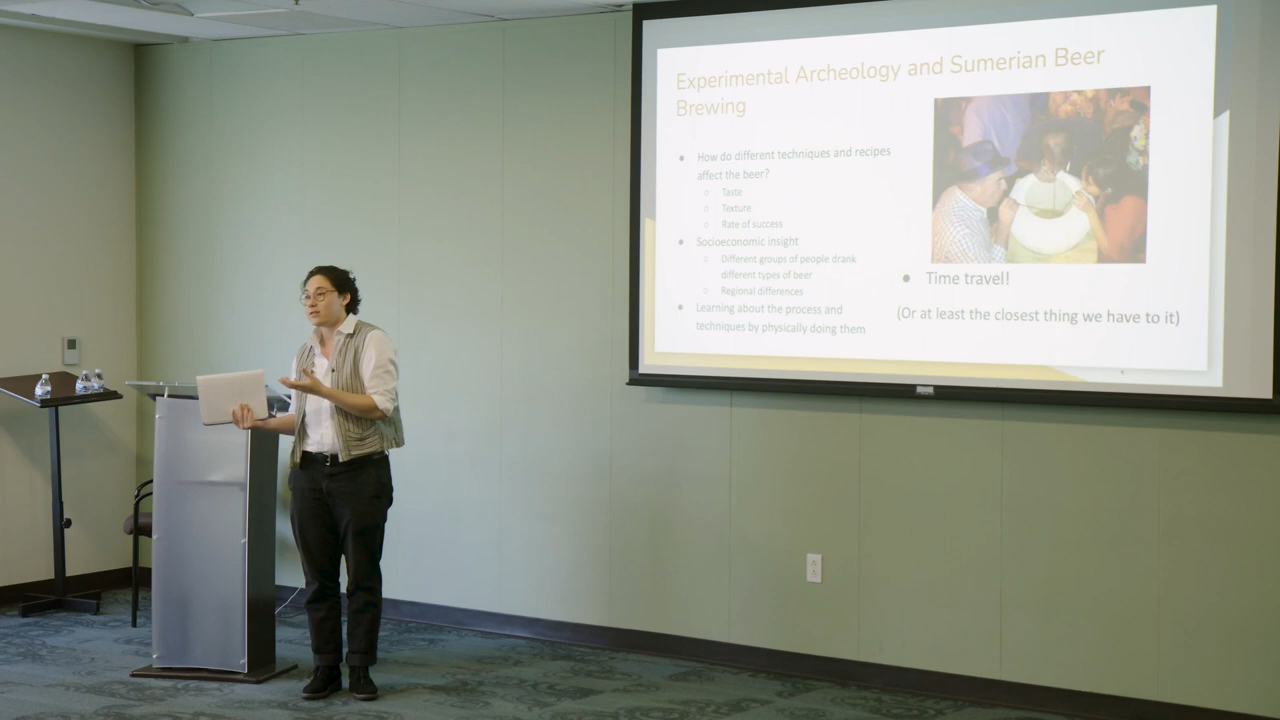 Experimental Archeology and Sumerian Beer
Brewing
● How do different techniques and recipes
affect the beer?
○ Taste
○ Texture
○ Rate of success
● Socioeconomic insight
○ Different groups of people drank
different types of beer
○ Regional differences
● Learning about the process and
techniques by physically doing them
● Time travel!
(Or at least the closest thing we have to it)